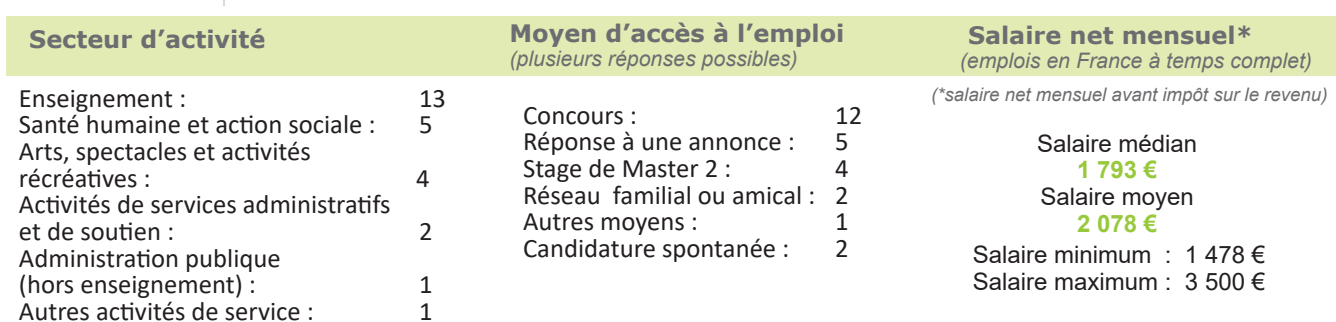 Secteur d’activité
Enseignement : 13
Santé humaine et action sociale : 5
Arts, spectacles et activités
récréatives : 4
Activités de services administratifs
et de soutien : 2
Administration publique
(hors enseignement) : 1
Autres activités de service : 1
Moyen d’accès à l’emploi
(plusieurs réponses possibles)
Concours : 12
Réponse à une annonce : 5
Stage de Master 2 : 4
Réseau familial ou amical : 2
Autres moyens : 1
Candidature spontanée : 2
Salaire net mensuel*
(emplois en France à temps complet)
(*salaire net mensuel avant impôt sur le revenu)
Salaire médian
1 793 €
Salaire moyen
2 078 €
Salaire minimum : 1 478 €
Salaire maximum : 3 500 €